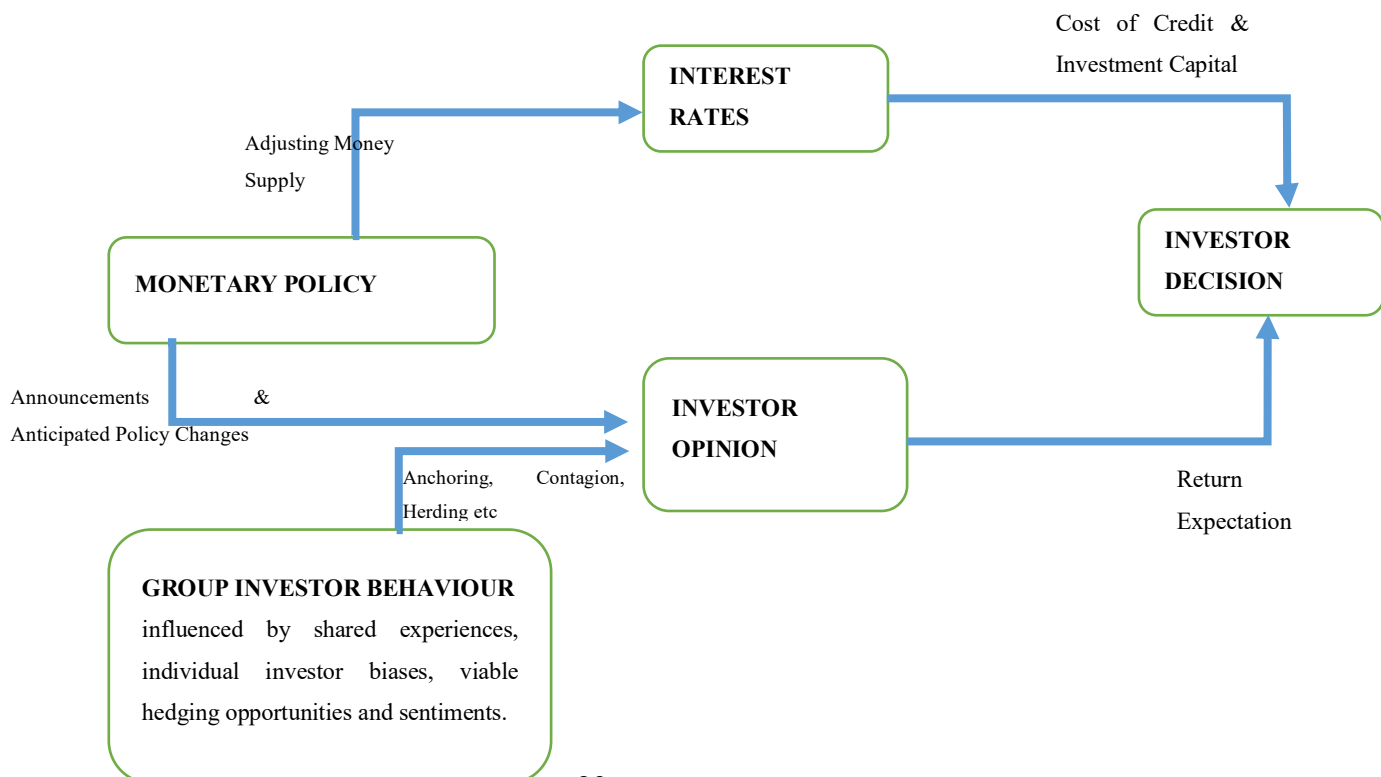 Cost of Credit &
Investment Capital
INTEREST
RATES
Adjusting Money
Supply
INVESTOR
DECISION
MONETARY POLICY
Announcements &
Anticipated Policy Changes
INVESTOR
OPINION
Anchoring, Contagion,
Herding etc
Return
Expectation
GROUP INVESTOR BEHAVIOUR
influenced by shared experiences,
individual investor biases, viable
hedging opportunities and sentiments.